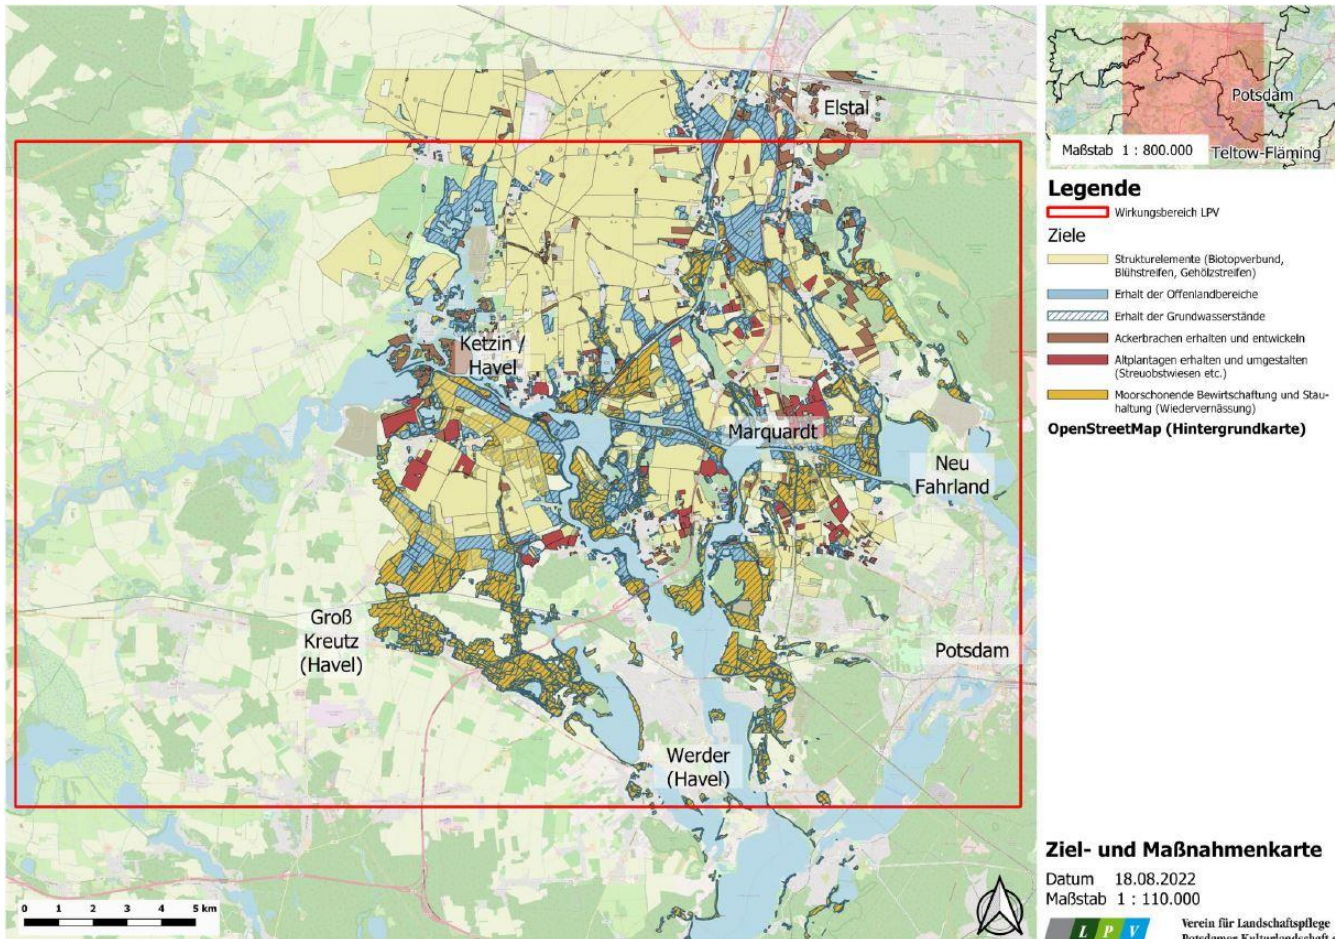 Elstal
Ketzin /
Havel
Marquardt
Neu
Fahrland
Groß
Kreutz
(Havel)
Potsdam
Werder
(Havel)
0 1 2 3 4 5 km
Potsdam
Maßstab 1 : 800.000
Teltow-Fläming
Legende
Wirkungsbereich LPV
Ziele
Strukturelemente (Biotopverbund,
Blühstreifen, Gehölzstreifen)
Erhalt der Offenlandbereiche
Erhalt der Grundwasserstände
Ackerbrachen erhalten und entwickeln
Altplantagen erhalten und umgestalten
(Streuobstwiesen etc.)
Moorschonende Bewirtschaftung und Stau-
haltung (Wiedervernässung)
OpenStreetMap (Hintergrundkarte)
Ziel- und Maßnahmenkarte
Datum 18.08.2022
Maßstab 1 : 110.000
L P V
Verein für Landschaftspflege
Potsdamer Kulturlandschaft